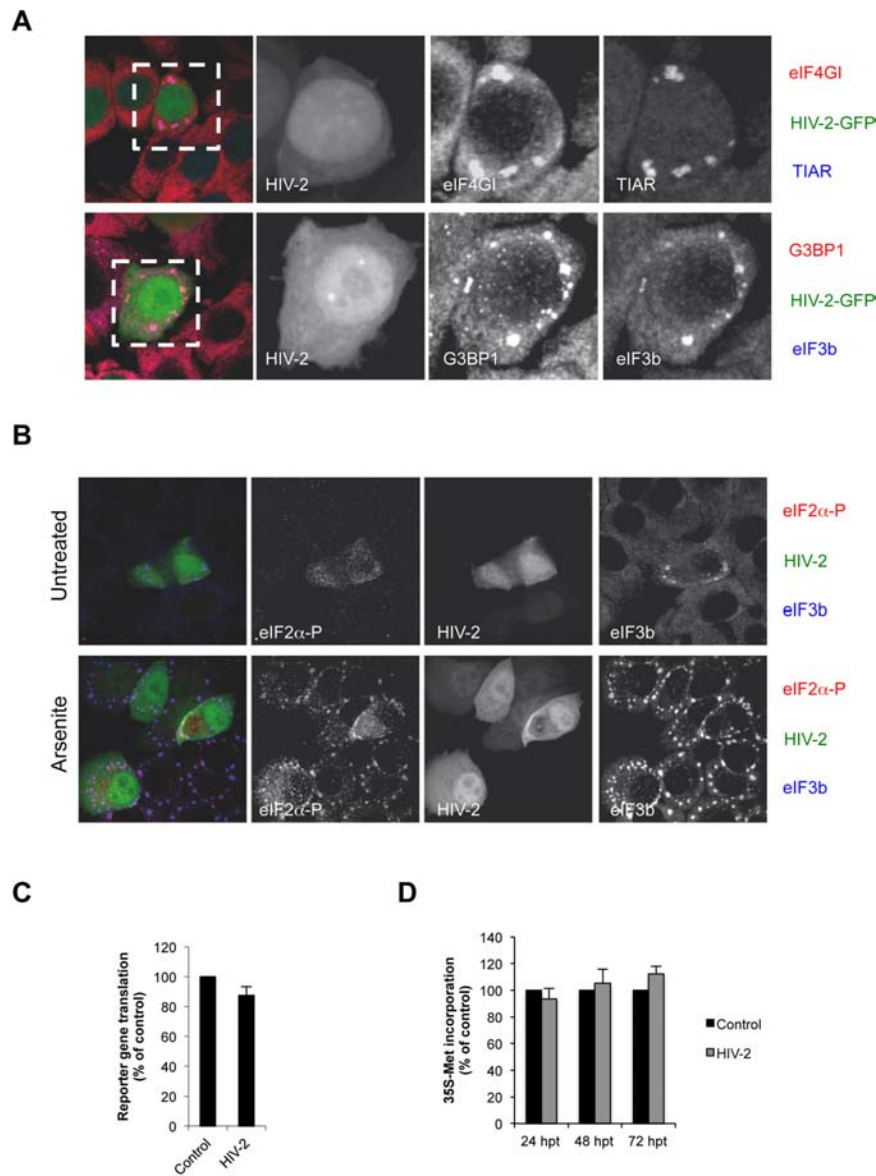 A
HIV-2
eIF4GI
TIAR
eIF4GI
HIV-2-GFP
TIAR
HIV-2
G3BP1
eIF3b
G3BP1
HIV-2-GFP
eIF3b
B
Untreated
eIF2α-P
HIV-2
eIF3b
eIF2α-P
HIV-2
eIF3b
Arsenite
eIF2α-P
HIV-2
eIF3b
eIF2α-P
HIV-2
eIF3b
C
Reporter gene translation
(% of control)
120
100
80
60
40
20
0
Control
HIV-2
D
35S-Met incorporation
(% of control)
140
120
100
80
60
40
20
0
24 hpt
48 hpt
72 hpt
Control
HIV-2